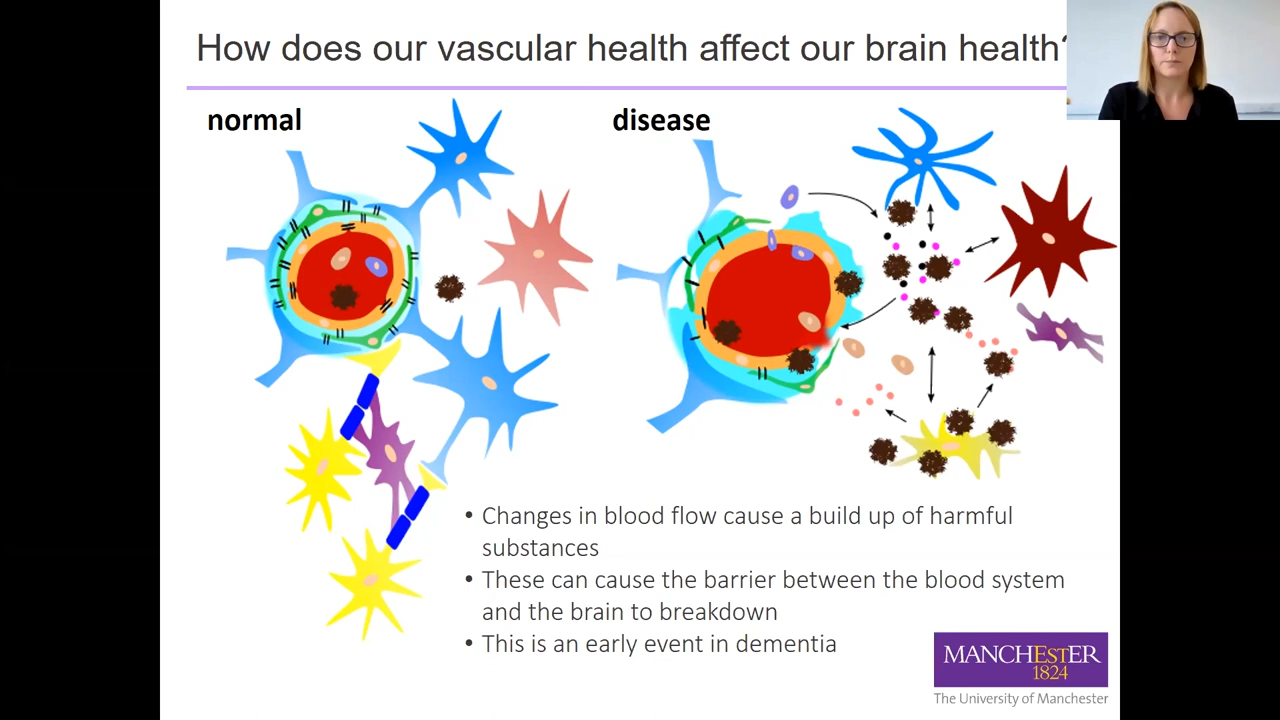 How does our vascular health affect our brain health?
normal
disease
• Changes in blood flow cause a build up of harmful
substances
• These can cause the barrier between the blood system
and the brain to breakdown
• This is an early event in dementia
MANCHEStER
1824
The University of Manchester